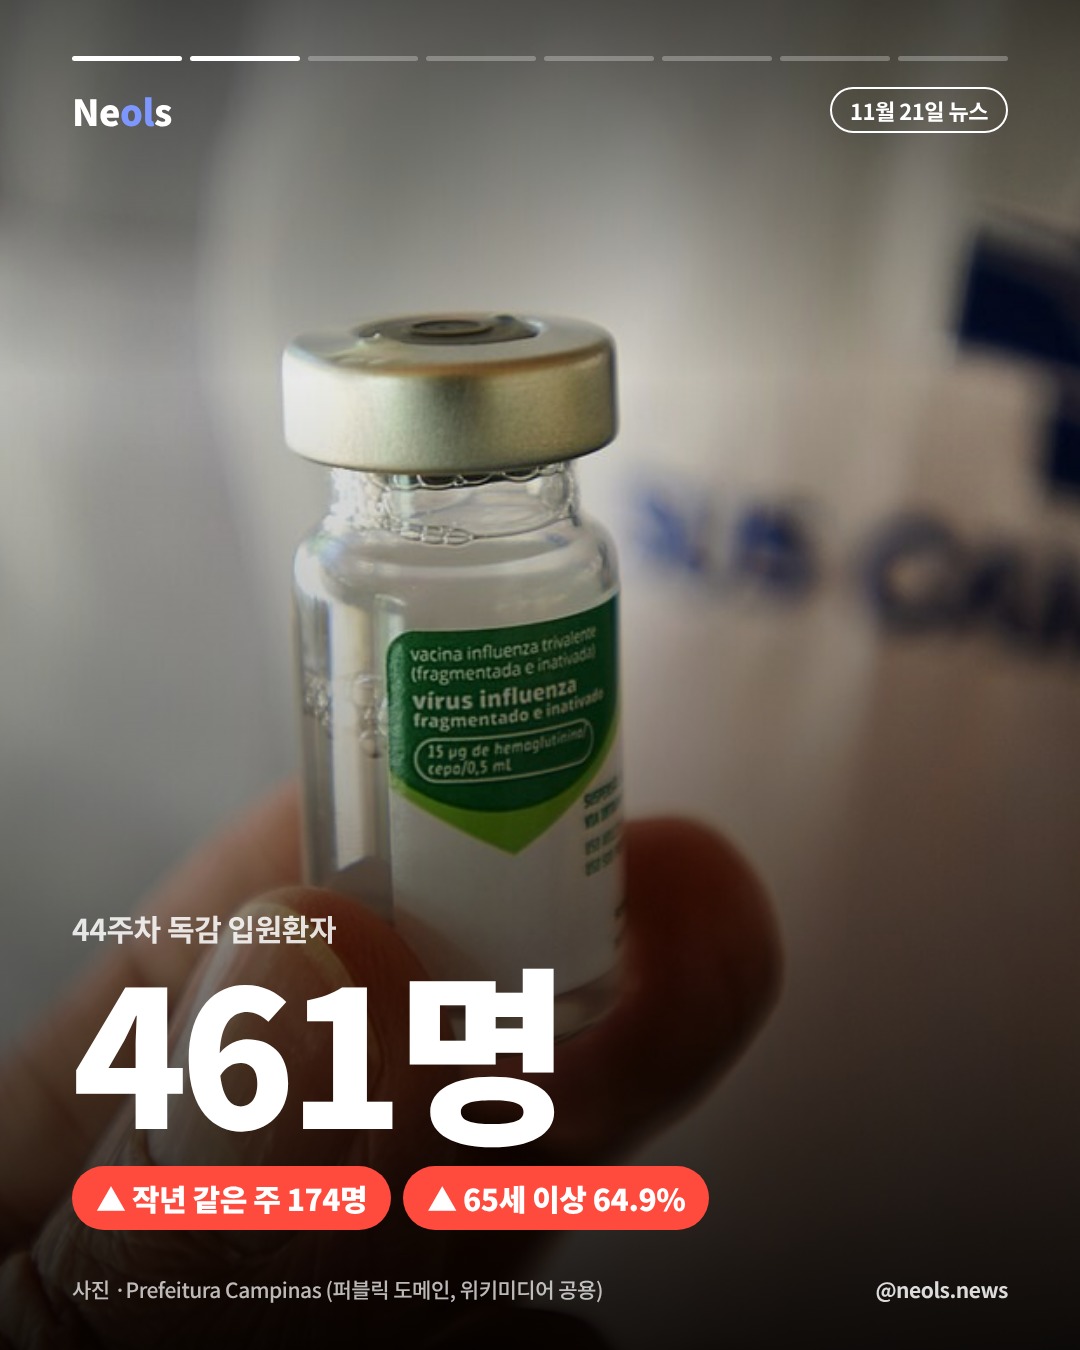 Neols
11월 21일 뉴스
vacina influenza trivalente
(fragmentada e inativada)
vírus influenza
fragmentado e inativado
15 µg de hemaglutinina/
cepa/0,5 mL
44주차 독감 입원환자
461명
▲ 작년 같은 주 174명
▲ 65세 이상 64.9%
사진 · Prefeitura Campinas (퍼블릭 도메인, 위키미디어 공용)
@neols.news